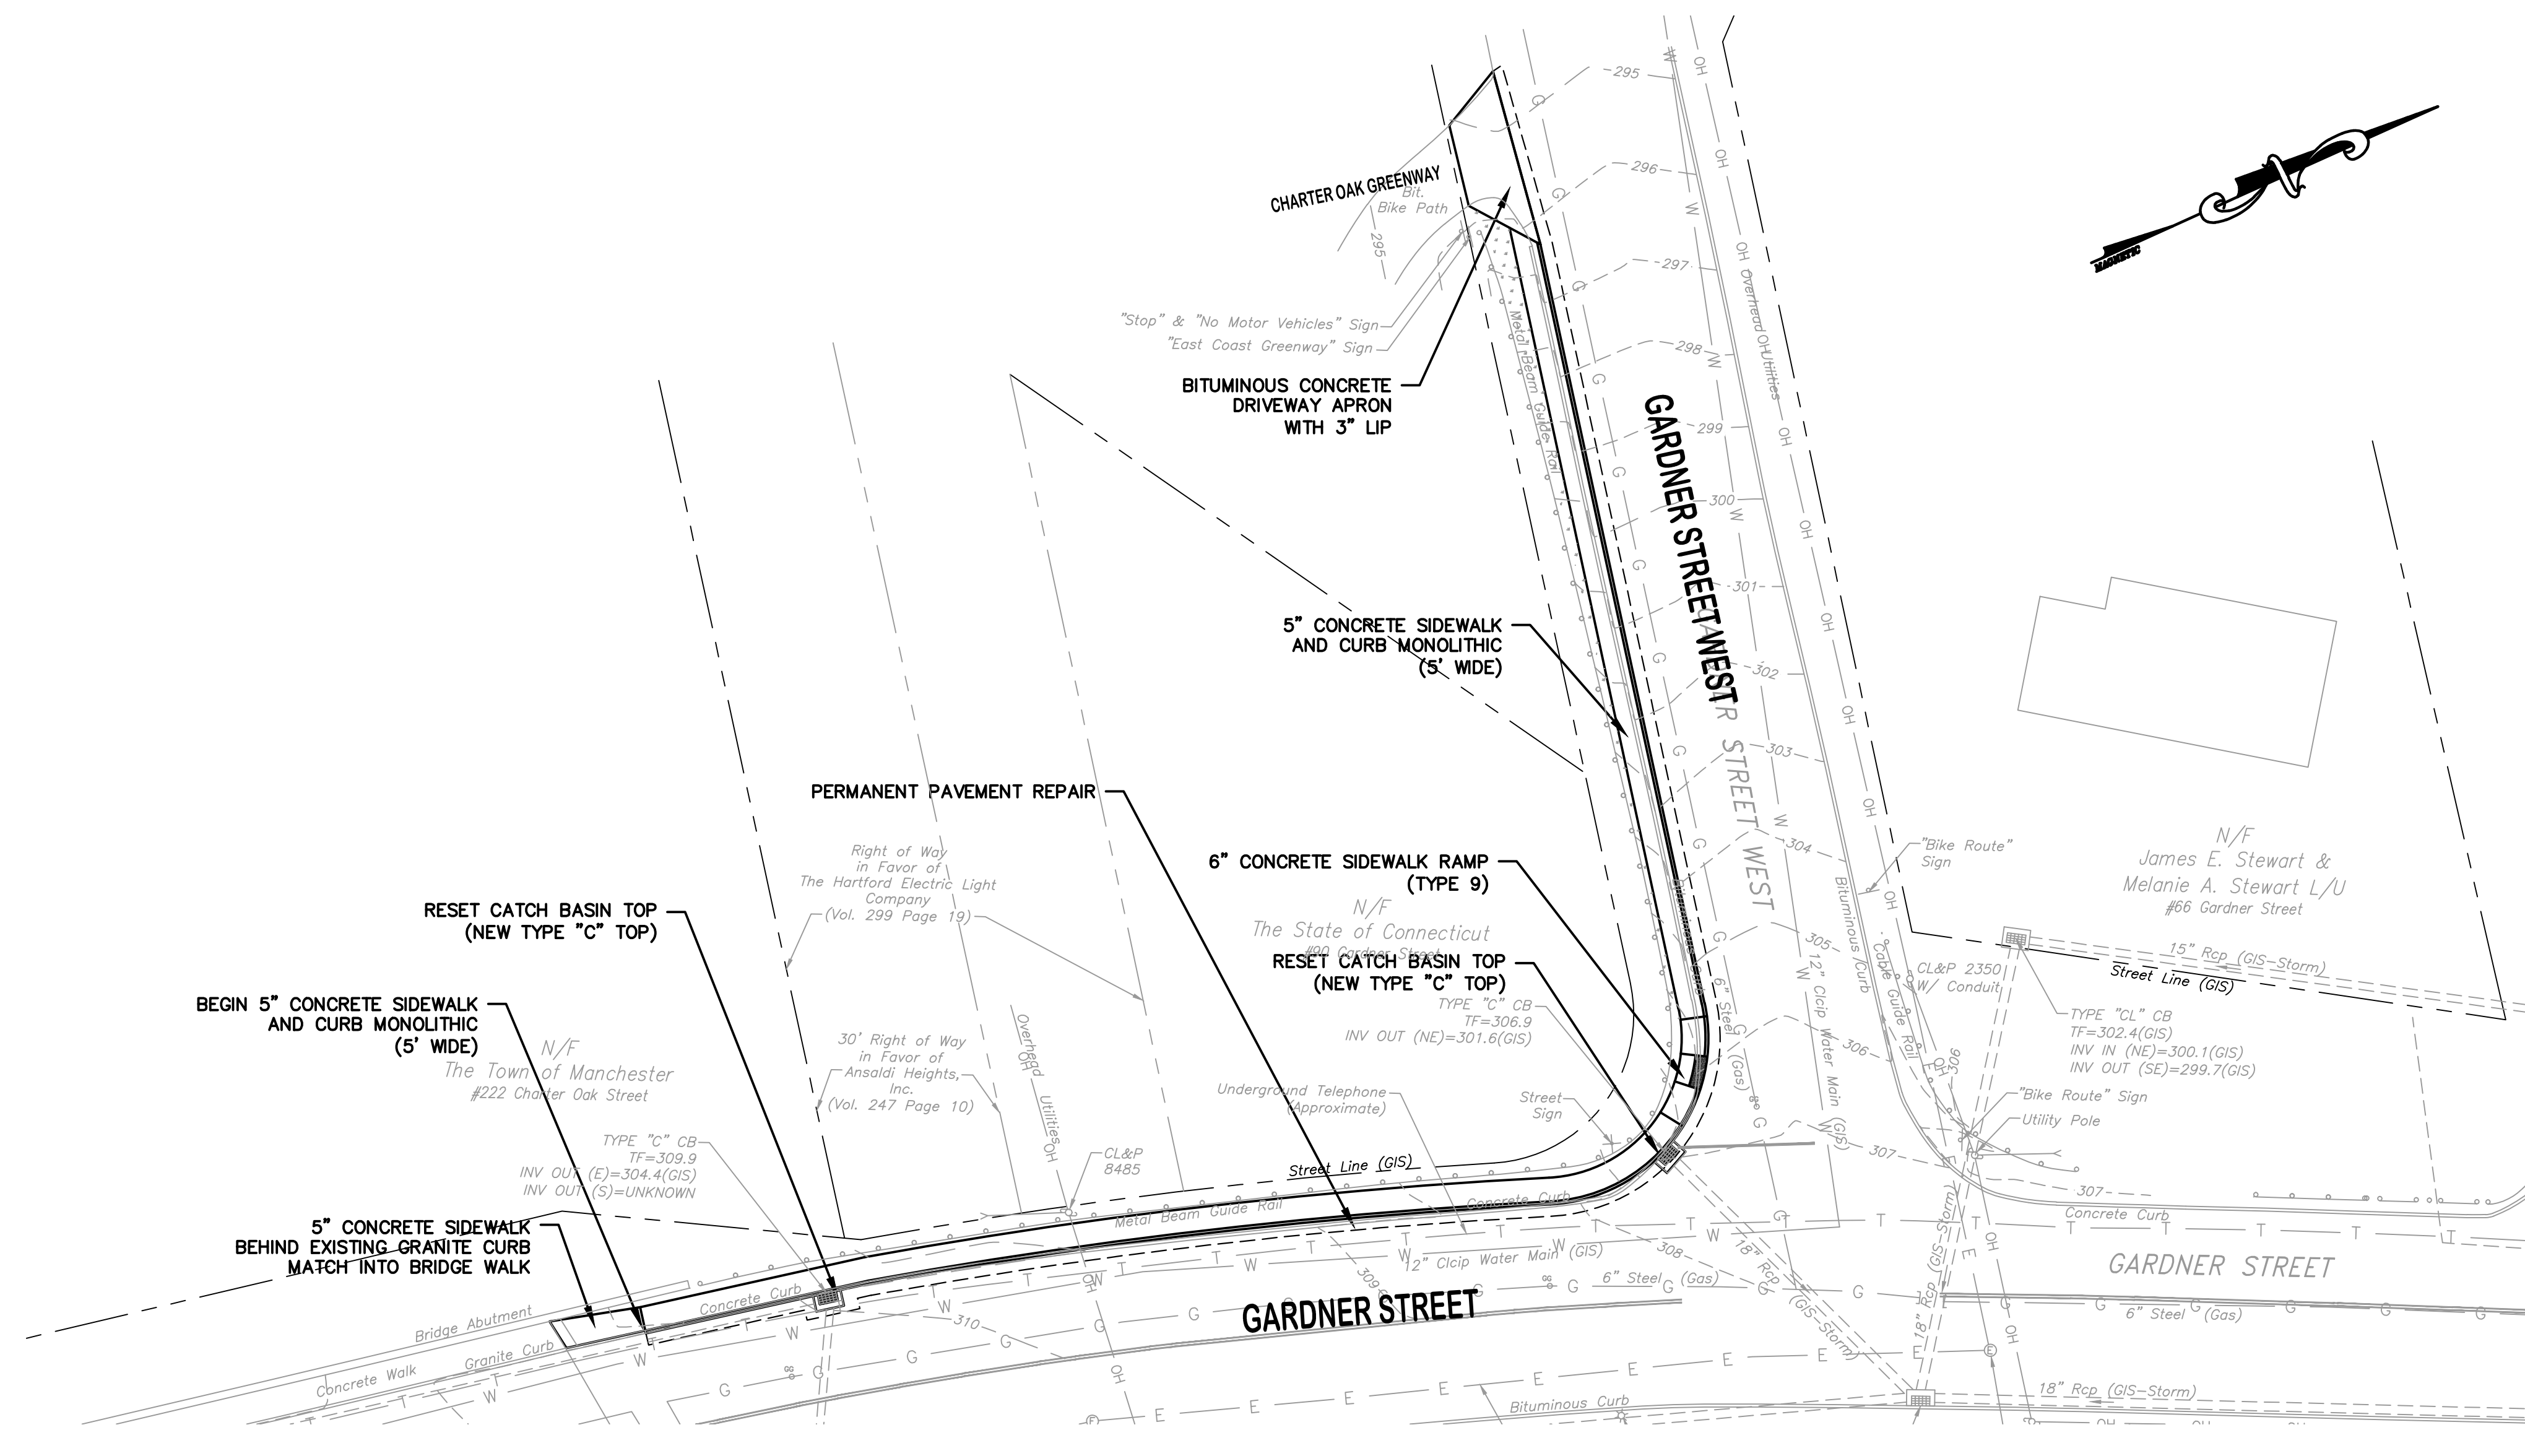 CHARTER OAK GREENWAY
Bit.
Bike Path
295
295
296
297
298
299
300
301
302
303
304
305
306
306
307
307
308
309
310
MAGNETIC
N
"Stop" & "No Motor Vehicles" Sign
"East Coast Greenway" Sign
BITUMINOUS CONCRETE
DRIVEWAY APRON
WITH 3" LIP
Metal Beam Guide Rail
Overhead Utilities
GARDNER STREET WEST
GARDNER STREET WEST
5" CONCRETE SIDEWALK
AND CURB MONOLITHIC
(5' WIDE)
PERMANENT PAVEMENT REPAIR
6" CONCRETE SIDEWALK RAMP
(TYPE 9)
N/F
The State of Connecticut
#90 Gardner Street
RESET CATCH BASIN TOP
(NEW TYPE "C" TOP)
TYPE "C" CB
TF=306.9
INV OUT (NE)=301.6(GIS)
Right of Way
in Favor of
The Hartford Electric Light
Company
(Vol. 299 Page 19)
RESET CATCH BASIN TOP
(NEW TYPE "C" TOP)
BEGIN 5" CONCRETE SIDEWALK
AND CURB MONOLITHIC
(5' WIDE)
N/F
The Town of Manchester
#222 Charter Oak Street
30' Right of Way
in Favor of
Ansaldi Heights,
Inc.
(Vol. 247 Page 10)
Overhead Utilities
Underground Telephone
(Approximate)
Street
Sign
CL&P
8485
TYPE "C" CB
TF=309.9
INV OUT (E)=304.4(GIS)
INV OUT (S)=UNKNOWN
5" CONCRETE SIDEWALK
BEHIND EXISTING GRANITE CURB
MATCH INTO BRIDGE WALK
Street Line (GIS)
Metal Beam Guide Rail
Concrete Curb
Concrete Curb
Bridge Abutment
Granite Curb
Concrete Walk
12" Clcip Water Main (GIS)
6" Steel (Gas)
GARDNER STREET
Bituminous Curb
Bituminous Curb
6" Steel (Gas)
12" Clcip Water Main (GIS)
Bituminous Curb
Cable Guide Rail
"Bike Route"
Sign
CL&P 2350
W/ Conduit
N/F
James E. Stewart &
Melanie A. Stewart L/U
#66 Gardner Street
15" Rcp (GIS-Storm)
Street Line (GIS)
TYPE "CL" CB
TF=302.4(GIS)
INV IN (NE)=300.1(GIS)
INV OUT (SE)=299.7(GIS)
"Bike Route" Sign
Utility Pole
Concrete Curb
GARDNER STREET
6" Steel (Gas)
18" Rcp (GIS-Storm)
18" Rcp (GIS-Storm)
18" Rcp (GIS-Storm)